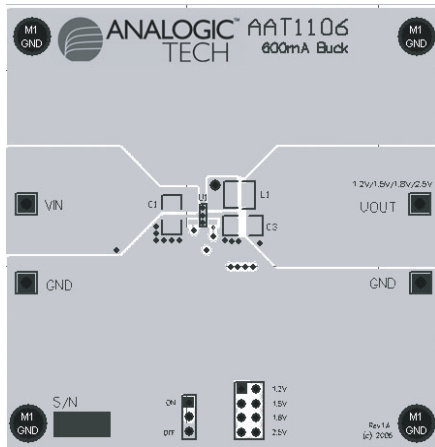 M1
GND
ANALOGIC™
TECH
AAT1106
600mA Buck
M1
GND
1.2V/1.5V/1.8V/2.5V
VIN
C1
U1
L1
VOUT
C3
GND
GND
S/N
M1
GND
ON
OFF
1.2V
1.5V
1.8V
2.5V
Rev1A
(c) 2006
M1
GND